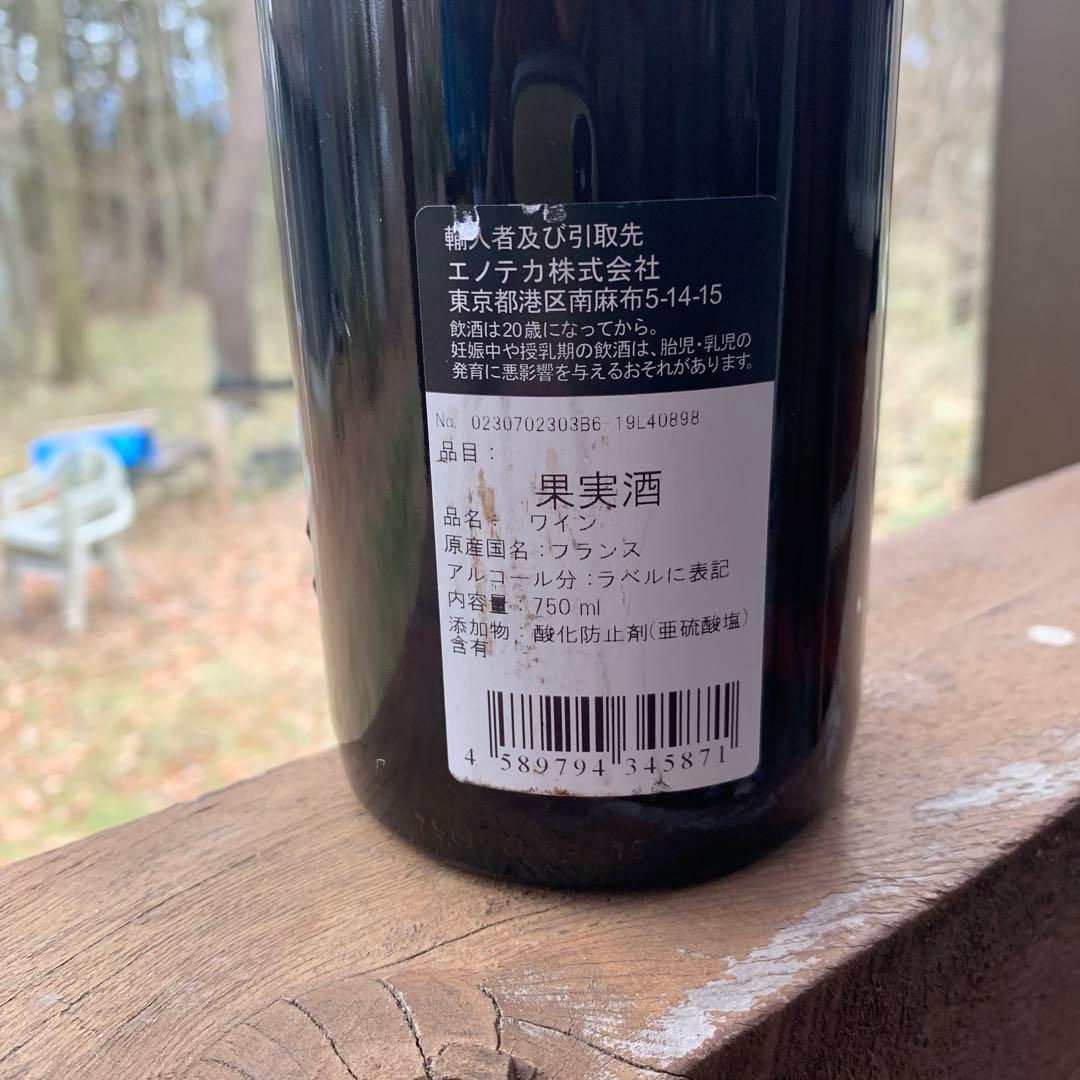 輸入者及び引取先
エノテカ株式会社
東京都港区南麻布5-14-15
飲酒は20歳になってから。
妊娠中や授乳期の飲酒は、胎児・乳児の
発育に悪影響を与えるおそれがあります。
No. 0230702303B6-19L40898
品目:
果実酒
品名: ワイン
原産国名:フランス
アルコール分:ラベルに表記
内容量:750 ml
添加物:酸化防止剤(亜硫酸塩)
含有
4 589794 345871